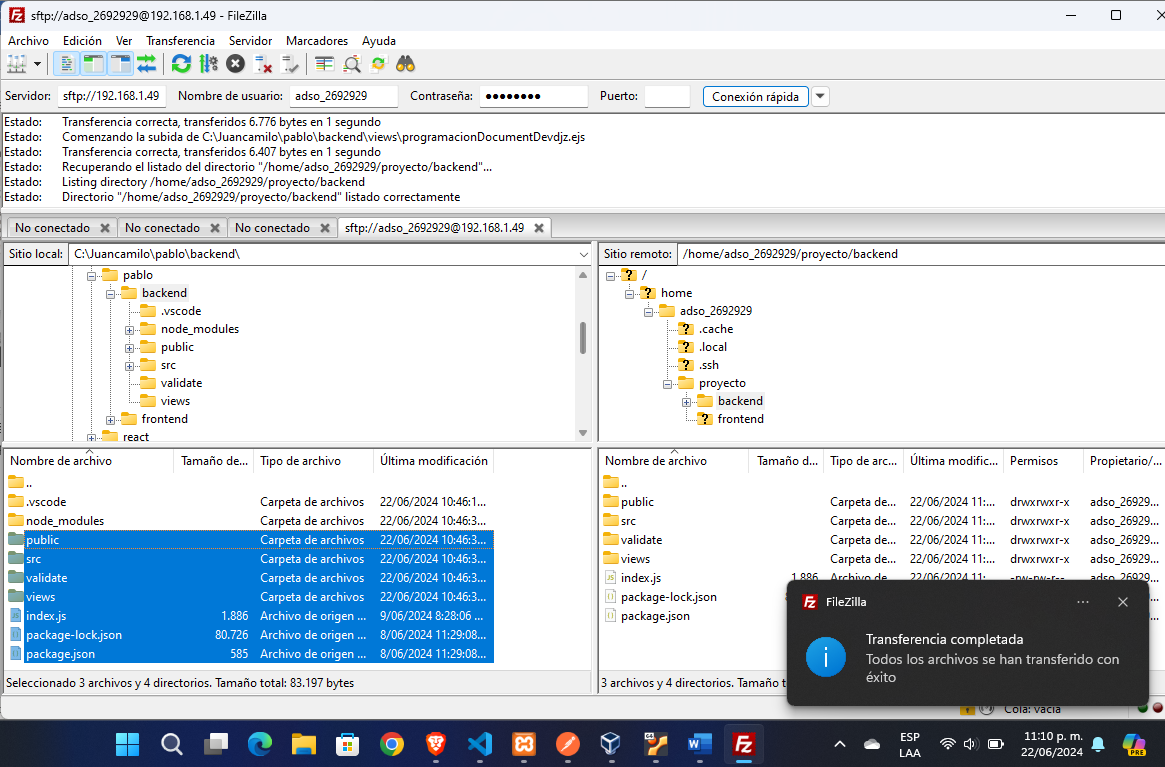 sftp://adso_2692929@192.168.1.49 - FileZilla
Archivo Edición Ver Transferencia Servidor Marcadores Ayuda
Servidor: sftp://192.168.1.49 Nombre de usuario: adso_2692929 Contraseña: ●●●●●●●● Puerto: Conexión rápida
Estado: Transferencia correcta, transferidos 6.776 bytes en 1 segundo
Estado: Comenzando la subida de C:\Juancamilo\pablo\backend\views\programacionDocumentDevdjz.ejs
Estado: Transferencia correcta, transferidos 6.407 bytes en 1 segundo
Estado: Recuperando el listado del directorio "/home/adso_2692929/proyecto/backend"...
Estado: Listing directory /home/adso_2692929/proyecto/backend
Estado: Directorio "/home/adso_2692929/proyecto/backend" listado correctamente
No conectado No conectado No conectado sftp://adso_2692929@192.168.1.49
Sitio local: C:\Juancamilo\pablo\backend\
pablo
backend
.vscode
node_modules
public
src
validate
views
frontend
react
Sitio remoto: /home/adso_2692929/proyecto/backend
/
home
adso_2692929
.cache
.local
.ssh
proyecto
backend
frontend
Nombre de archivo Tamaño de... Tipo de archivo Última modificación
..
.vscode Carpeta de archivos 22/06/2024 10:46:1...
node_modules Carpeta de archivos 22/06/2024 10:46:3...
public Carpeta de archivos 22/06/2024 10:46:3...
src Carpeta de archivos 22/06/2024 10:46:3...
validate Carpeta de archivos 22/06/2024 10:46:3...
views Carpeta de archivos 22/06/2024 10:46:3...
index.js 1.886 Archivo de origen ... 9/06/2024 8:28:06 ...
package-lock.json 80.726 Archivo de origen ... 8/06/2024 11:29:08...
package.json 585 Archivo de origen ... 8/06/2024 11:29:08...
Seleccionado 3 archivos y 4 directorios. Tamaño total: 83.197 bytes
Nombre de archivo Tamaño d... Tipo de arc... Última modific... Permisos Propietario/...
..
public Carpeta de... 22/06/2024 11:... drwxrwxr-x adso_26929...
src Carpeta de... 22/06/2024 11:... drwxrwxr-x adso_26929...
validate Carpeta de... 22/06/2024 11:... drwxrwxr-x adso_26929...
views Carpeta de... 22/06/2024 11:... drwxrwxr-x adso_26929...
index.js 1.886 Archivo de... 22/06/2024 11:... -rw-rw-r-- adso_26929...
package-lock.json
package.json
3 archivos y 4 directorios. Tamaño
FileZilla
Transferencia completada
Todos los archivos se han transferido con
éxito
Cola: vacía
ESP
LAA
11:10 p. m.
22/06/2024
PRE